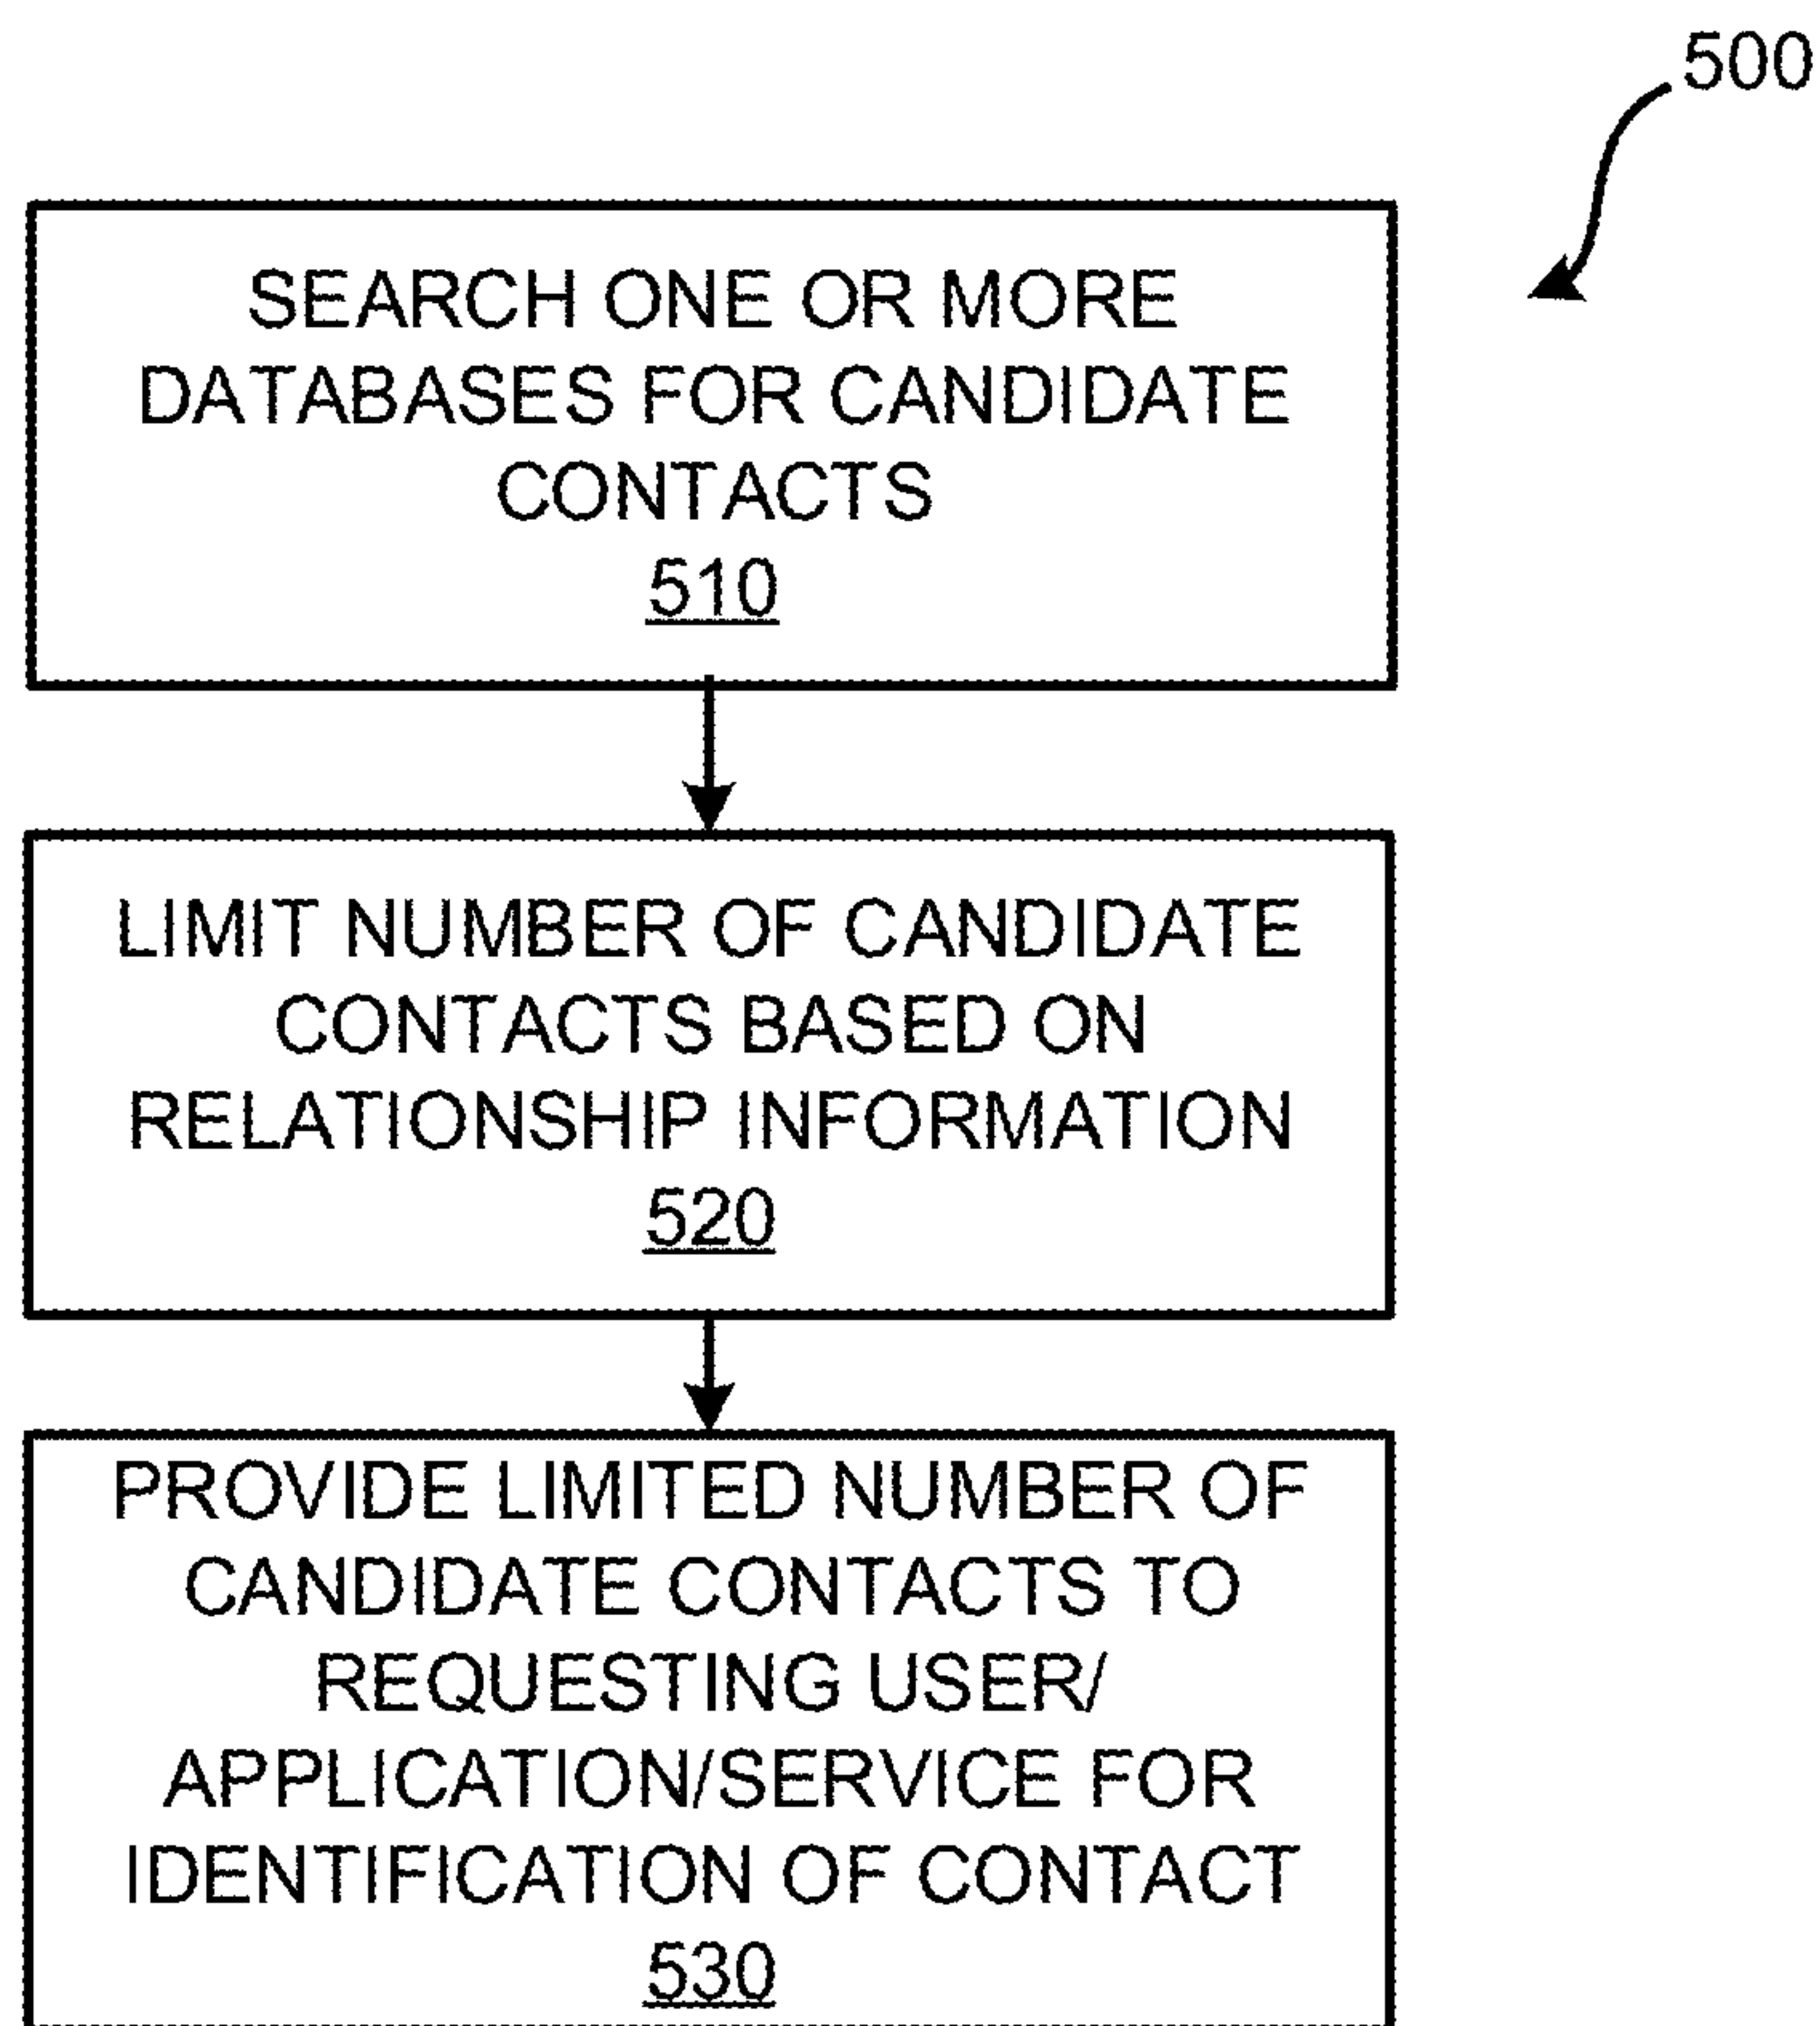 500
SEARCH ONE OR MORE
DATABASES FOR CANDIDATE
CONTACTS
510
LIMIT NUMBER OF CANDIDATE
CONTACTS BASED ON
RELATIONSHIP INFORMATION
520
PROVIDE LIMITED NUMBER OF
CANDIDATE CONTACTS TO
REQUESTING USER/
APPLICATION/SERVICE FOR
IDENTIFICATION OF CONTACT
530